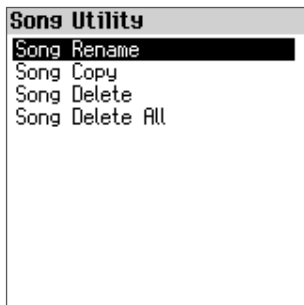 Song Utility
Song Rename
Song Copy
Song Delete
Song Delete All